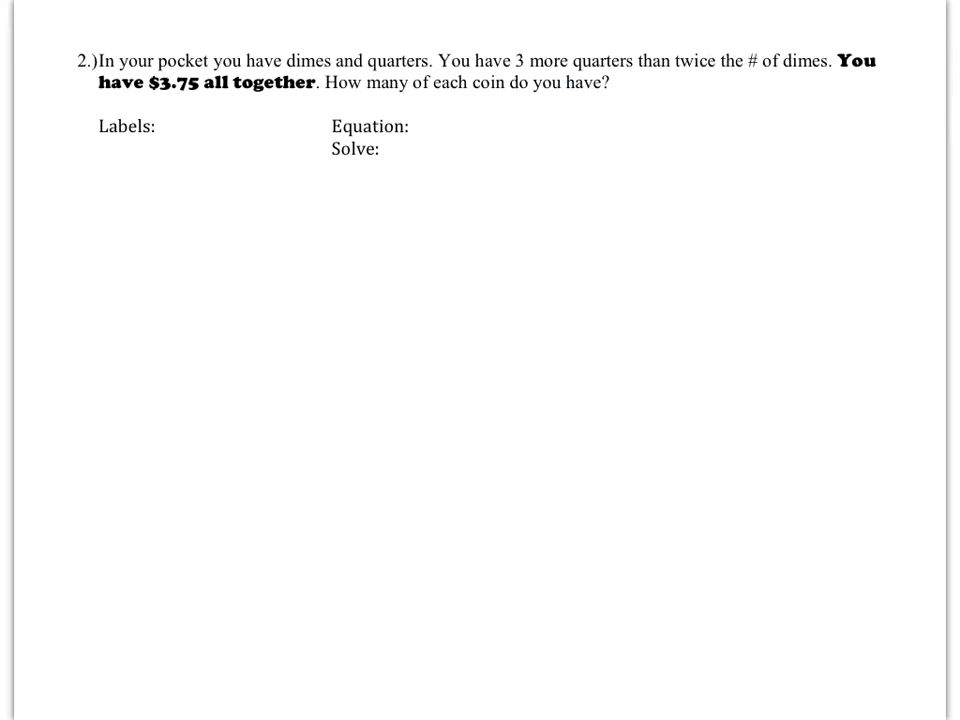 2.)In your pocket you have dimes and quarters. You have 3 more quarters than twice the # of dimes. You
have $3.75 all together. How many of each coin do you have?
Labels: Equation:
Solve: